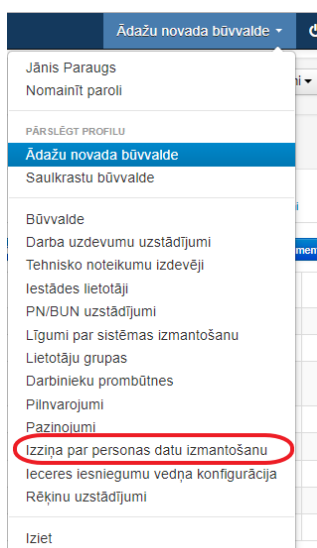 Ādažu novada būvvalde
Jānis Paraugs
Nomainīt paroli
PĀRSLĒGT PROFILU
Ādažu novada būvvalde
Saulkrastu būvvalde
Būvvalde
Darba uzdevumu uzstādījumi
Tehnisko noteikumu izdevēji
Iestādes lietotāji
PN/BUN uzstādījumi
Līgumi par sistēmas izmantošanu
Lietotāju grupas
Darbinieku prombūtnes
Pilnvarojumi
Paziņojumi
Izziņa par personas datu izmantošanu
Ieceres iesniegumu vedņa konfigurācija
Rēķinu uzstādījumi
Iziet